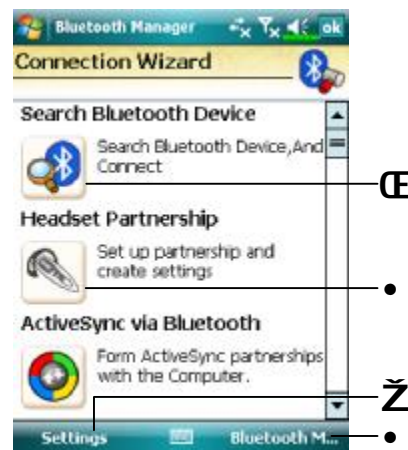 Bluetooth Manager ok
Connection Wizard
Search Bluetooth Device
Search Bluetooth Device,And
Connect
Œ
Headset Partnership
Set up partnership and
create settings
•
ActiveSync via Bluetooth
Form ActiveSync partnerships
with the Computer.
Ž
Settings Bluetooth M... •